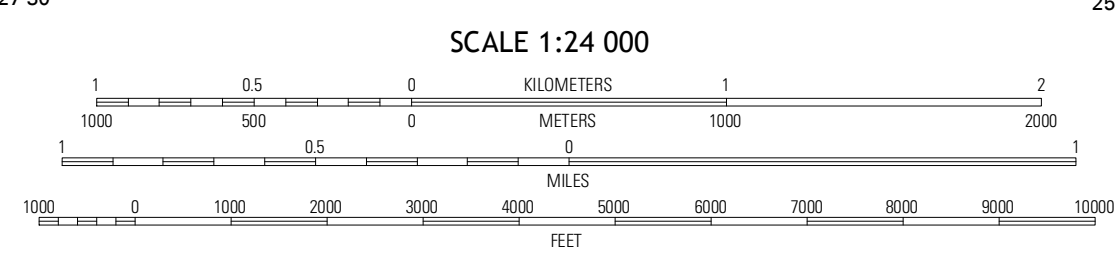 27'30"
25'
SCALE 1:24 000
1 0.5 0 KILOMETERS 1 2
1000 500 0 METERS 1000 2000
1 0.5 0 1
MILES
1000 0 1000 2000 3000 4000 5000 6000 7000 8000 9000 10000
FEET